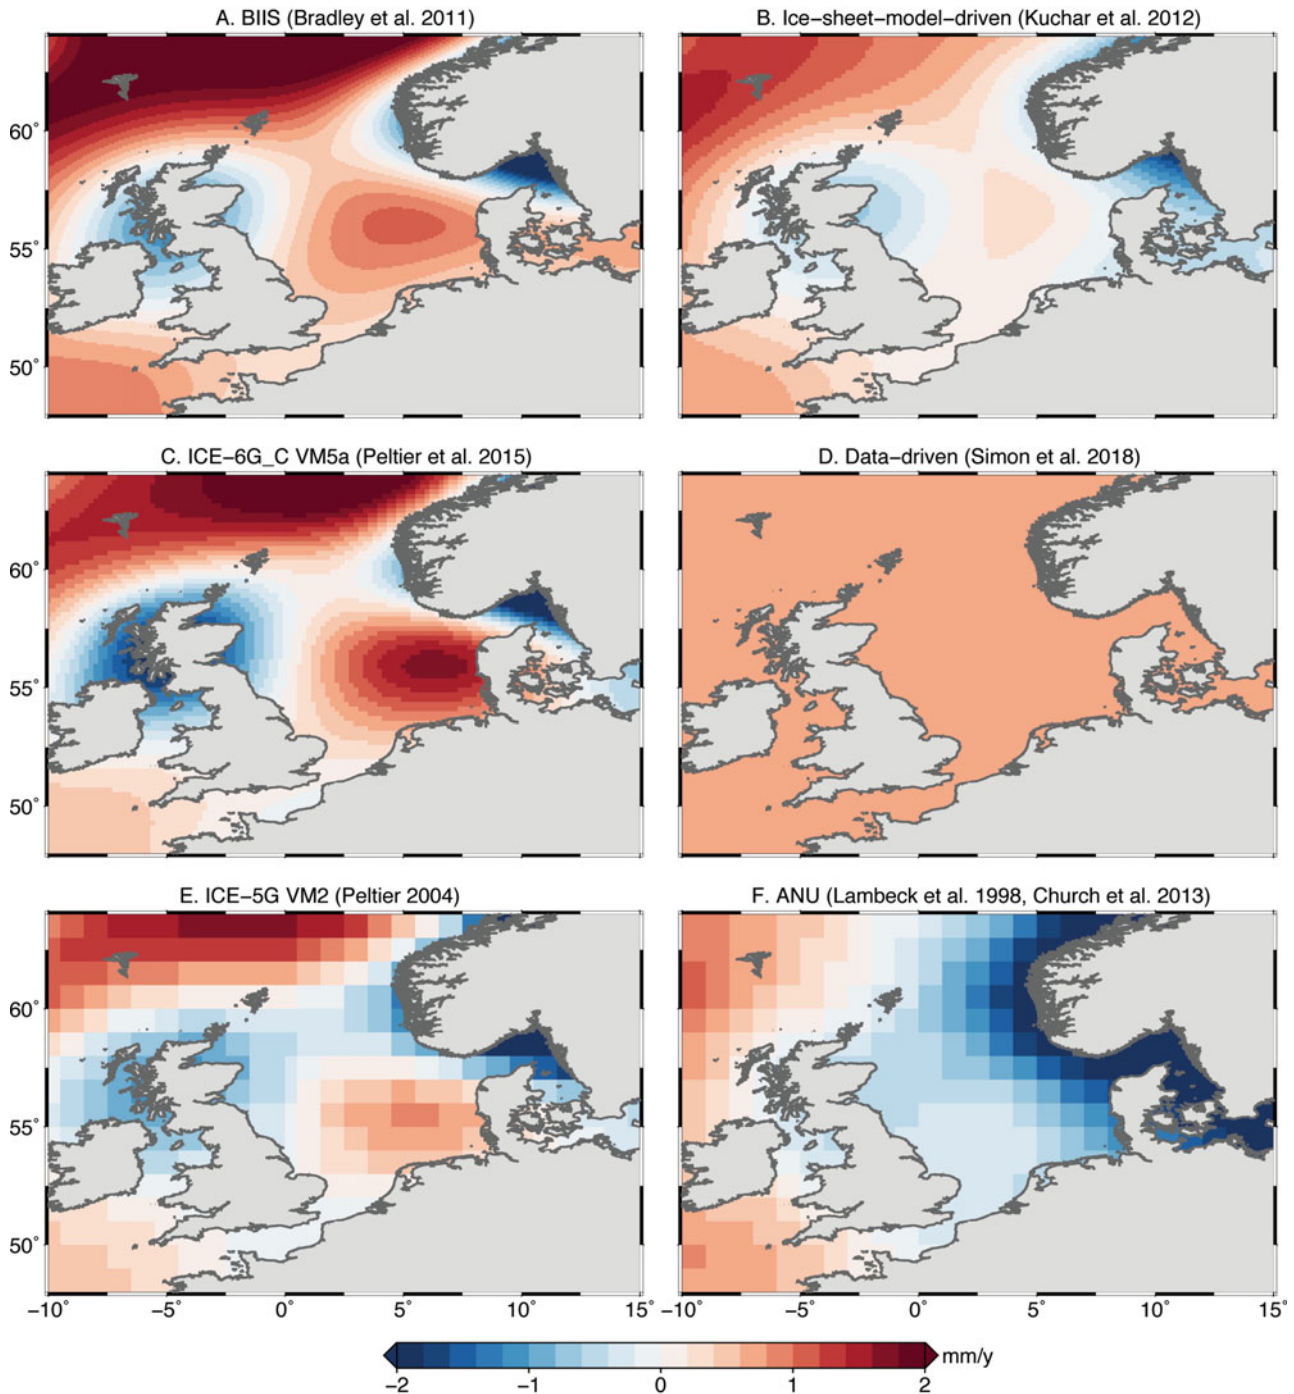 A. BIIS (Bradley et al. 2011)
B. Ice-sheet-model-driven (Kuchar et al. 2012)
60°
55°
50°
C. ICE-6G_C VM5a (Peltier et al. 2015)
D. Data-driven (Simon et al. 2018)
60°
55°
50°
E. ICE-5G VM2 (Peltier 2004)
F. ANU (Lambeck et al. 1998, Church et al. 2013)
60°
55°
50°
-10° -5° 0° 5° 10° 15°
-10° -5° 0° 5° 10° 15°
mm/y
-2 -1 0 1 2